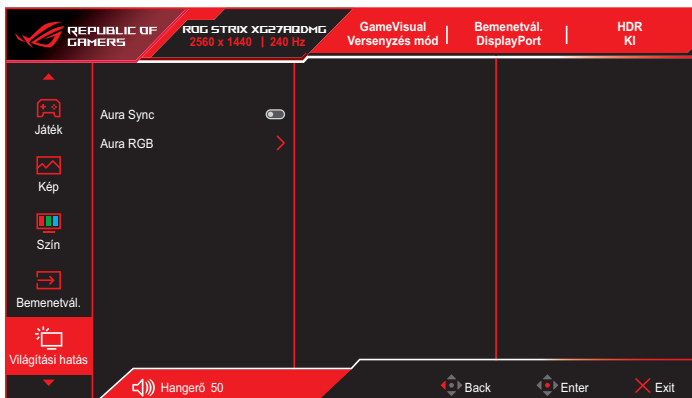 REPUBLIC OF
GAMERS
ROG STRIX XG27AQDMG
2560 x 1440 | 240 Hz
GameVisual
Versenyzés mód
Bemenetvál.
DisplayPort
HDR
KI
Játék
Kép
Szín
Bemenetvál.
Világítási hatás
Aura Sync
Aura RGB
Hangerő 50
Back
Enter
Exit